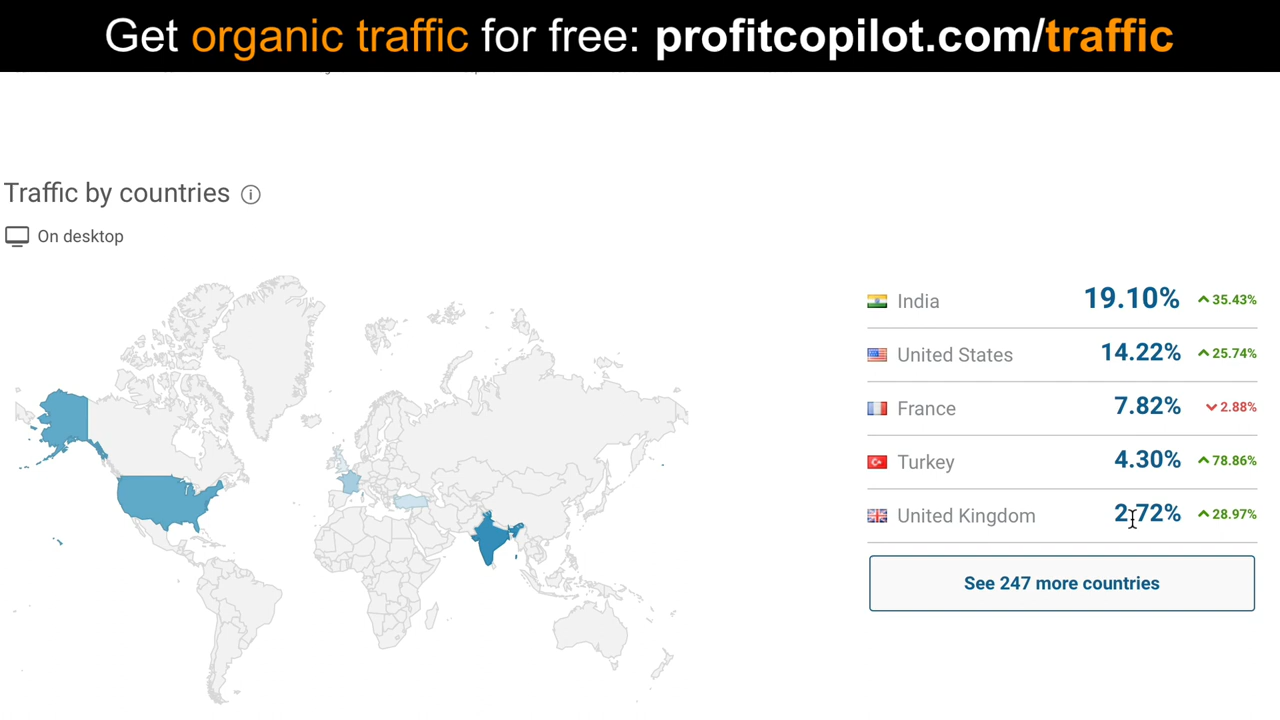 Get organic traffic for free: profitcopilot.com/traffic
Traffic by countries
On desktop
India 19.10% 35.43%
United States 14.22% 25.74%
France 7.82% 2.88%
Turkey 4.30% 78.86%
United Kingdom 2.72% 28.97%
See 247 more countries